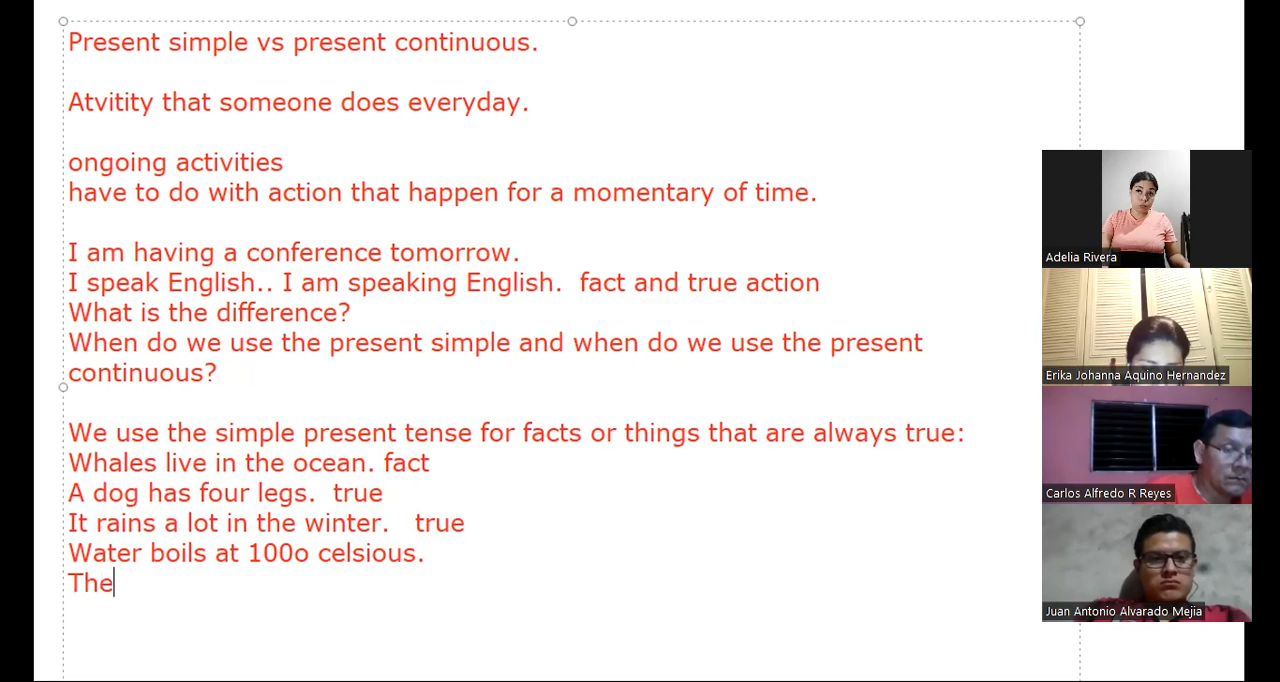 Present simple vs present continuous.
Atvitity that someone does everyday.
ongoing activities
have to do with action that happen for a momentary of time.
I am having a conference tomorrow.
I speak English.. I am speaking English.  fact and true action
What is the difference?
When do we use the present simple and when do we use the present
continuous?
We use the simple present tense for facts or things that are always true:
Whales live in the ocean. fact
A dog has four legs.  true
It rains a lot in the winter.   true
Water boils at 100o celsious.
The
Adelia Rivera
Erika Johanna Aquino Hernandez
Carlos Alfredo R Reyes
Juan Antonio Alvarado Mejia